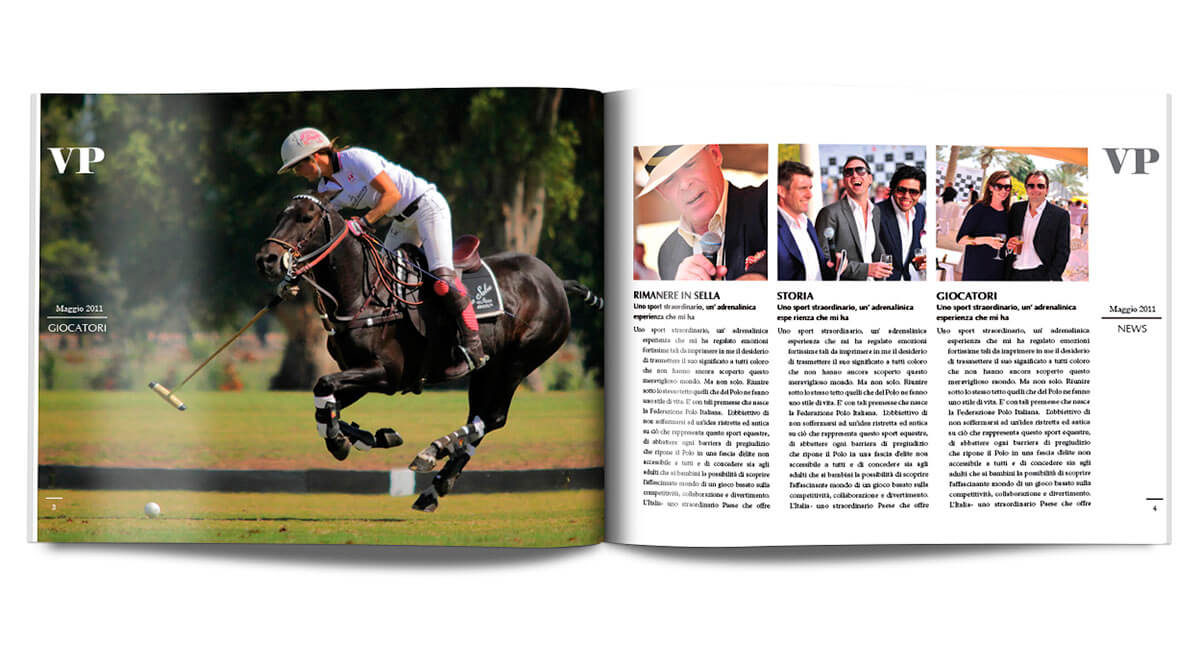 VP
Maggio 2011
GIOCATORI
3
RIMANERE IN SELLA
Uno sport straordinario, un' adrenalinica
esperienza che mi ha
Uno sport straordinario, un' adrenalinica
esperienza che mi ha regalato emozioni
fortissime tali da imprimere in me il desiderio
di trasmettere il suo significato a tutti coloro
che non hanno ancora scoperto questo
meraviglioso mondo. Ma non solo. Riunire
sotto lo stesso tetto quelli che del Polo ne fanno
uno stile di vita. E' con tali premesse che nasce
la Federazione Polo Italiana. L'obbiettivo di
non soffermarsi ad un'idea ristretta ed antica
su ciò che rappresenta questo sport equestre,
di abbattere ogni barriera di pregiudizio
che ripone il Polo in una fascia d'elite non
accessibile a tutti e di concedere sia agli
adulti che si bambini la possibilità di scoprire
l'affascinante mondo di un gioco basato sulla
competitività, collaborazione e divertimento.
L'Italia- uno straordinario Paese che offre
STORIA
Uno sport straordinario, un' adrenalinica
espe rienza che mi ha
Uno sport straordinario, un' adrenalinica
esperienza che mi ha regalato emozioni
fortissime tali da imprimere in me il desiderio
di trasmettere il suo significato a tutti coloro
che non hanno ancora scoperto questo
meraviglioso mondo. Ma non solo. Riunire
sotto lo stesso tetto quelli che del Polo ne fanno
uno stile di vita. E' con tali premesse che nasce
la Federazione Polo Italiana. L'obbiettivo di
non soffermarsi ad un'idea ristretta ed antica
su ciò che rappresenta questo sport equestre,
di abbattere ogni barriera di pregiudizio
che ripone il Polo in una fascia d'elite non
accessibile a tutti e di concedere sia agli
adulti che si bambini la possibilità di scoprire
l'affascinante mondo di un gioco basato sulla
competitività, collaborazione e divertimento.
L'Italia- uno straordinario Paese che offre
GIOCATORI
Uno sport straordinario, un' adrenalinica
esperienza che mi ha
Uno sport straordinario, un' adrenalinica
esperienza che mi ha regalato emozioni
fortissime tali da imprimere in me il desiderio
di trasmettere il suo significato a tutti coloro
che non hanno ancora scoperto questo
meraviglioso mondo. Ma non solo. Riunire
sotto lo stesso tetto quelli che del Polo ne fanno
uno stile di vita. E' con tali premesse che nasce
la Federazione Polo Italiana. L'obbiettivo di
non soffermarsi ad un'idea ristretta ed antica
su ciò che rappresenta questo sport equestre,
di abbattere ogni barriera di pregiudizio
che ripone il Polo in una fascia d'elite non
accessibile a tutti e di concedere sia agli
adulti che si bambini la possibilità di scoprire
l'affascinante mondo di un gioco basato sulla
competitività, collaborazione e divertimento.
L'Italia- uno straordinario Paese che offre
VP
Maggio 2011
NEWS
4